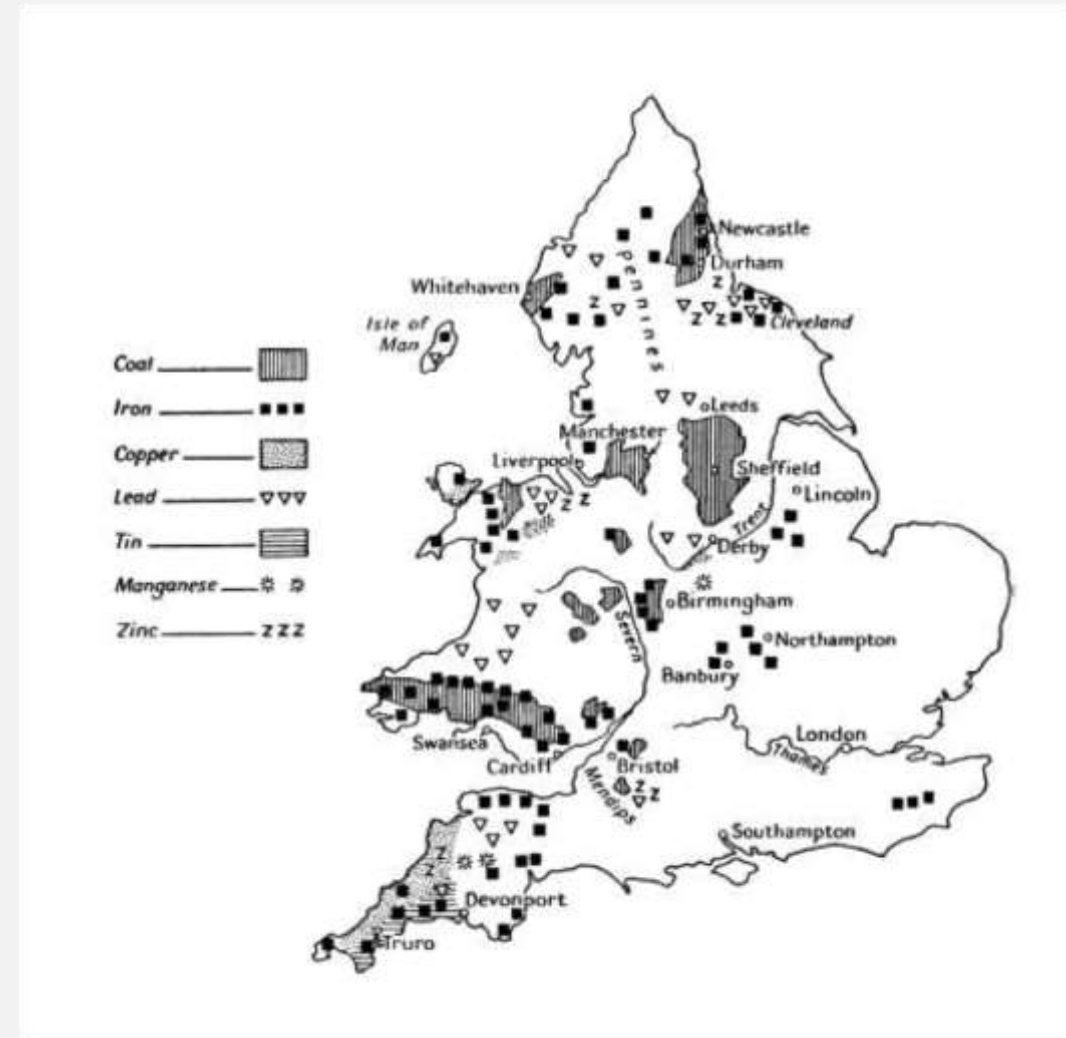 Newcastle
Durham
Whitehaven
Pennines
Isle of
Man
Cleveland
Coal
Iron
Copper
Lead
Tin
Manganese
Zinc
zzz
Leeds
Manchester
Liverpool
Sheffield
Lincoln
Trent
Derby
Birmingham
Severn
Northampton
Banbury
Swansea
Cardiff
London
Thames
Bristol
Mendips
Southampton
Devonport
Truro
z
z
z z
z z
z
z
z
z